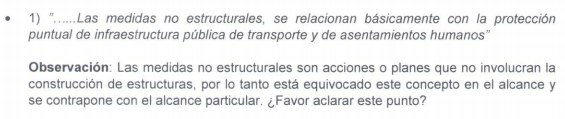 • 1) "......Las medidas no estructurales, se relacionan básicamente con la protección
puntual de infraestructura pública de transporte y de asentamientos humanos"
Observación: Las medidas no estructurales son acciones o planes que no involucran la
construcción de estructuras, por lo tanto está equivocado este concepto en el alcance y
se contrapone con el alcance particular. ¿Favor aclarar este punto?